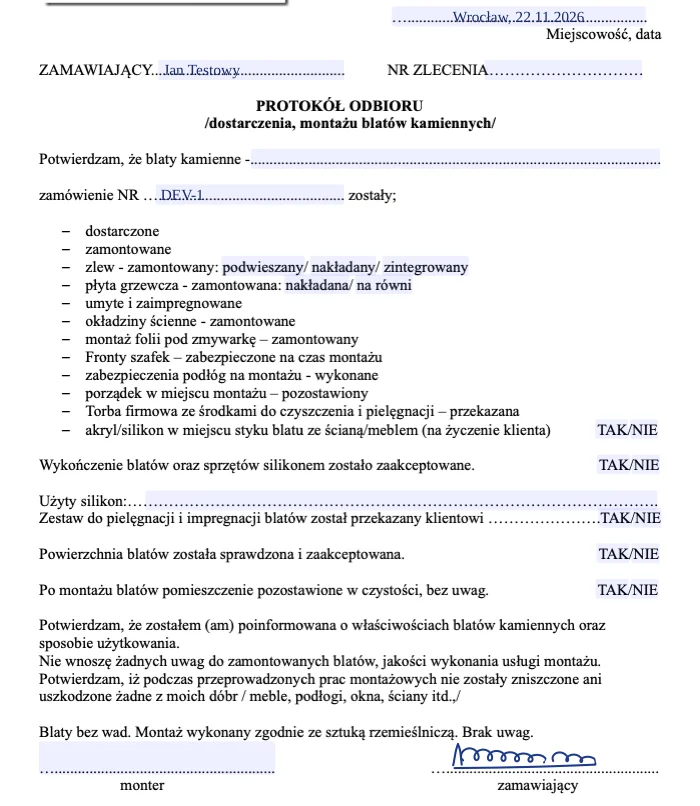 .............Wrocław, 22.11.2026.................
Miejscowość, data
ZAMAWIAJĄCY...Jan Testowy............................ NR ZLECENIA…………………………
PROTOKÓŁ ODBIORU
/dostarczenia, montażu blatów kamiennych/
Potwierdzam, że blaty kamienne -.............................................................................................................
zamówienie NR ….DEV-1...................................... zostały;
– dostarczone
– zamontowane
– zlew - zamontowany: podwieszany/ nakładany/ zintegrowany
– płyta grzewcza - zamontowana: nakładana/ na równi
– umyte i zaimpregnowane
– okładziny ścienne - zamontowane
– montaż folii pod zmywarkę – zamontowany
– Fronty szafek – zabezpieczone na czas montażu
– zabezpieczenia podłóg na montaż - wykonane
– porządek w miejscu montażu – pozostawiony
– Torba firmowa ze środkami do czyszczenia i pielęgnacji – przekazana
– akryl/silikon w miejscu styku blatu ze ścianą/meblem (na życzenie klienta) TAK/NIE
Wykończenie blatów oraz sprzętów silikonem zostało zaakceptowane. TAK/NIE
Użyty silikon:……………………………………………………………………………………
Zestaw do pielęgnacji i impregnacji blatów został przekazany klientowi ………………….TAK/NIE
Powierzchnia blatów została sprawdzona i zaakceptowana. TAK/NIE
Po montażu blatów pomieszczenie pozostawione w czystości, bez uwag. TAK/NIE
Potwierdzam, że zostałem (am) poinformowana o właściwościach blatów kamiennych oraz
sposobie użytkowania.
Nie wnoszę żadnych uwag do zamontowanych blatów, jakości wykonania usługi montażu.
Potwierdzam, iż podczas przeprowadzonych prac montażowych nie zostały zniszczone ani
uszkodzone żadne z moich dóbr / meble, podłogi, okna, ściany itd.,/
Blaty bez wad. Montaż wykonany zgodnie ze sztuką rzemieślniczą. Brak uwag.
…........................................................... …...........................................................
monter zamawiający